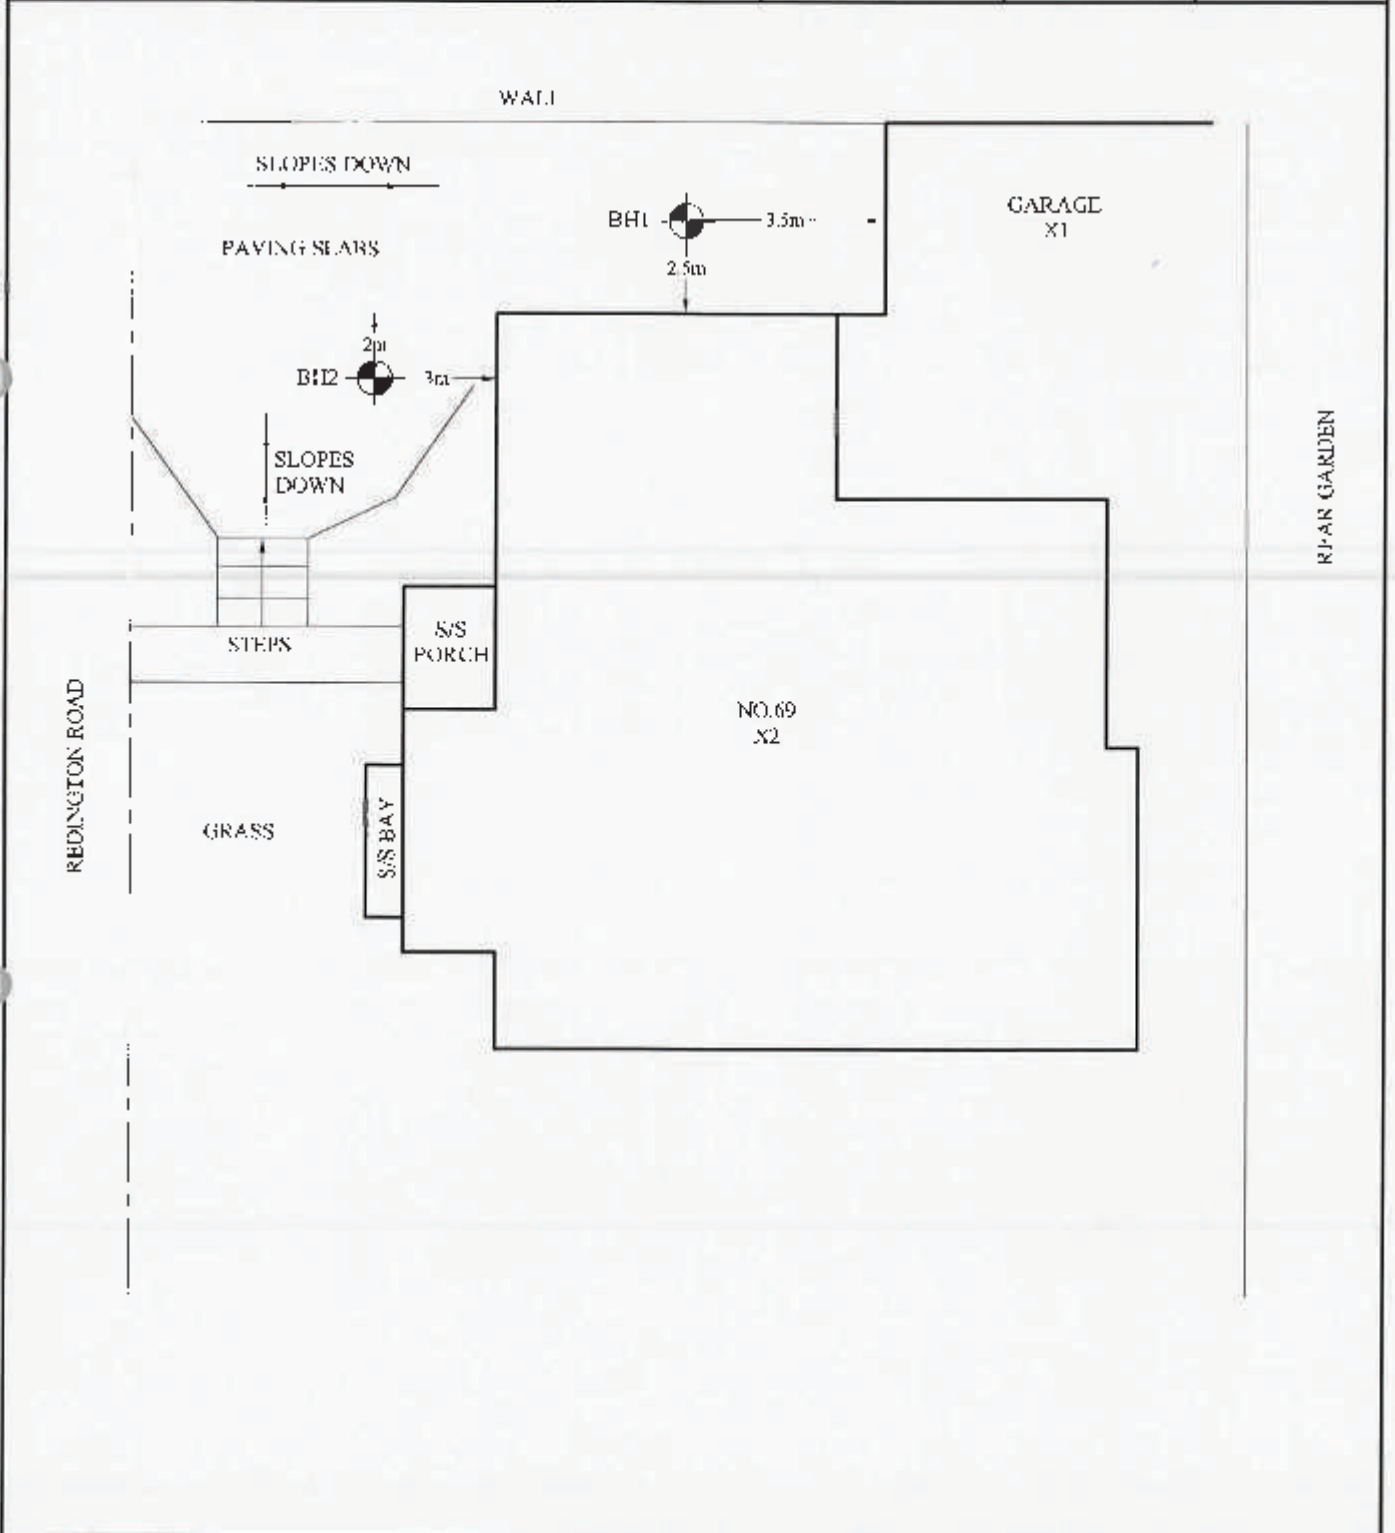 WALL
SLOPES DOWN
BH1
3.5m
GARAGE
X1
PAVING SLABS
2.5m
2m
BH2
3m
SLOPES
DOWN
REAR GARDEN
STEPS
S/S
PORCH
REDINGTON ROAD
NO.69
X2
GRASS
S/S BAY